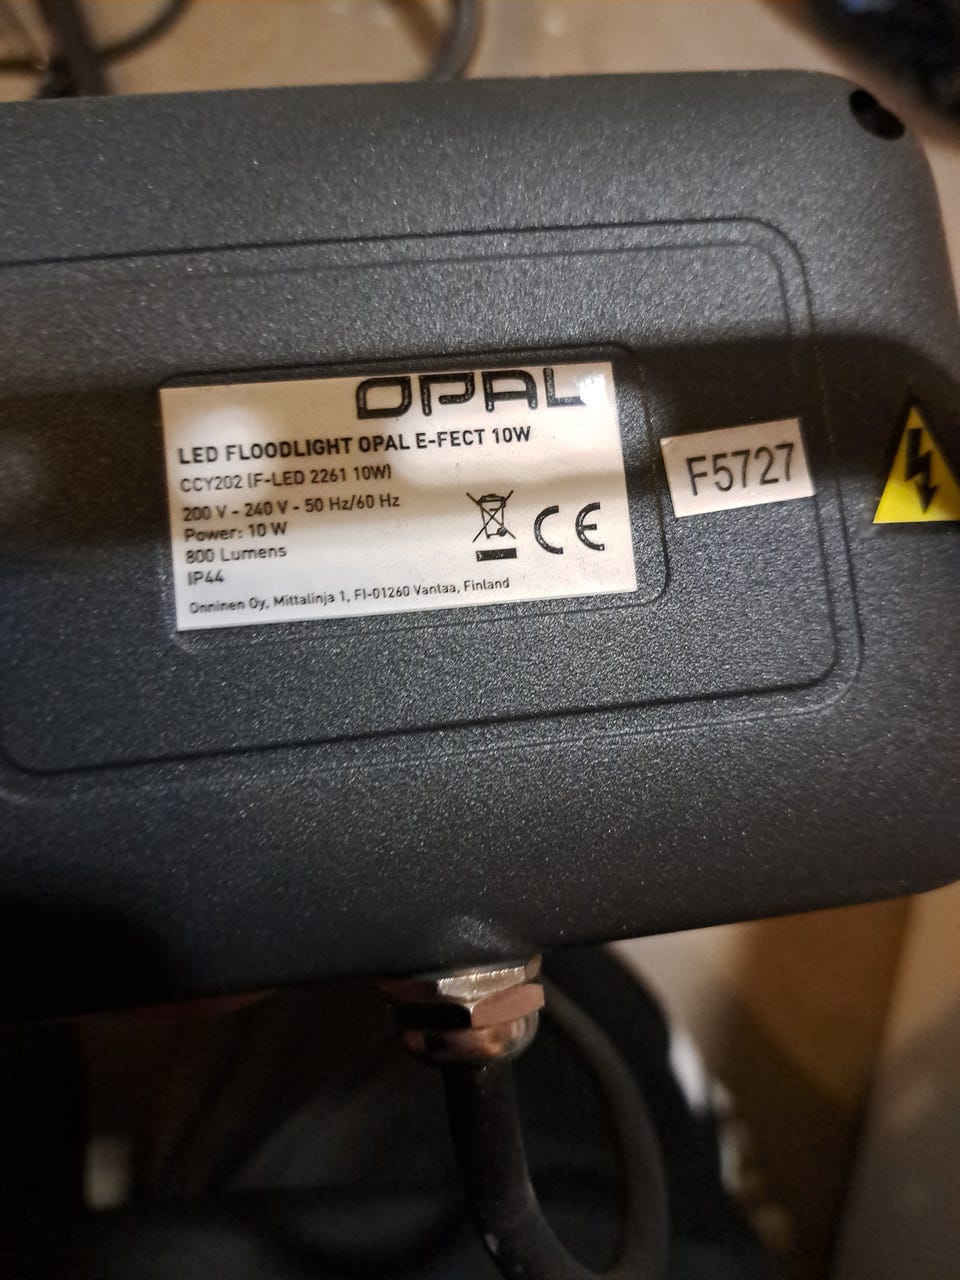 OPAL
LED FLOODLIGHT OPAL E-FECT 10W
CCY202 (F-LED 2261 10W)
200 V - 240 V - 50 Hz/60 Hz
Power: 10 W
800 Lumens
IP44
CE
Onninen Oy, Mittalinja 1, FI-01260 Vantaa, Finland
F5727